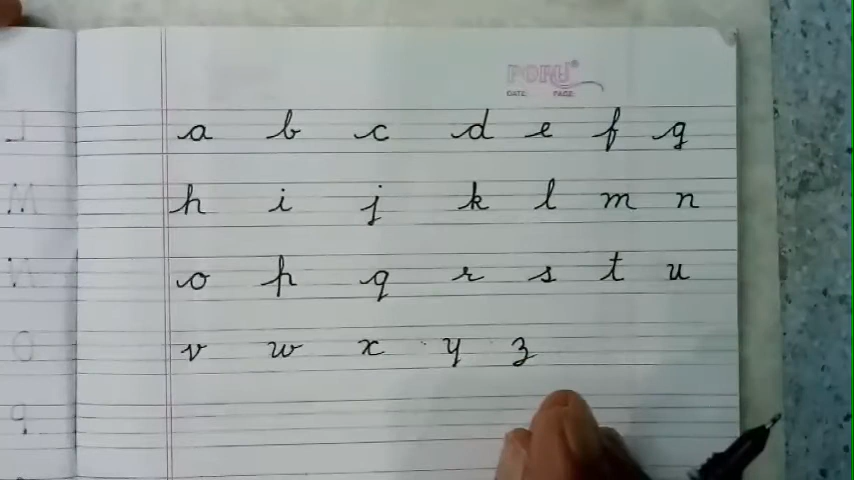 POPU®
DATE: PAGE:
a b c d e f g
h i j k l m n
o p q r s t u
v w x y z